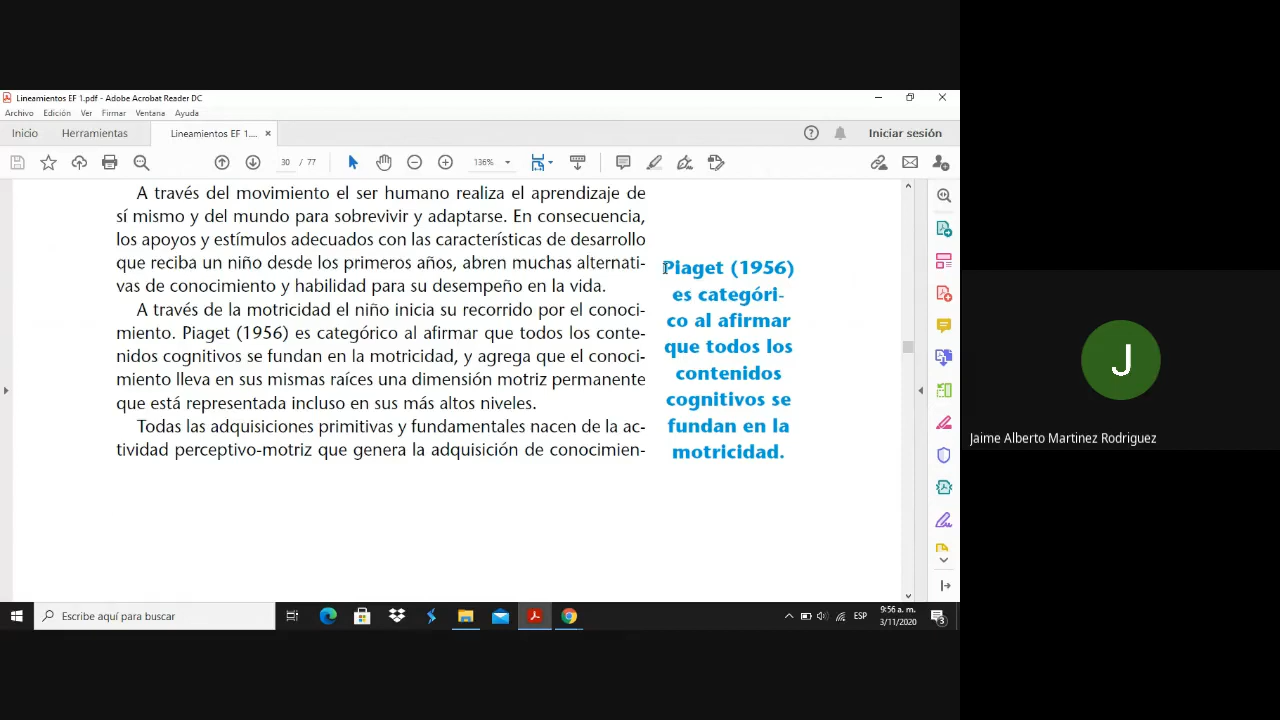 Lineamientos EF 1.pdf - Adobe Acrobat Reader DC
Archivo Edición Ver Firmar Ventana Ayuda
Inicio Herramientas Lineamientos EF 1.... × Iniciar sesión
30 / 77 136%
A través del movimiento el ser humano realiza el aprendizaje de
sí mismo y del mundo para sobrevivir y adaptarse. En consecuencia,
los apoyos y estímulos adecuados con las características de desarrollo
que reciba un niño desde los primeros años, abren muchas alternati-
vas de conocimiento y habilidad para su desempeño en la vida.
A través de la motricidad el niño inicia su recorrido por el conoci-
miento. Piaget (1956) es categórico al afirmar que todos los conte-
nidos cognitivos se fundan en la motricidad, y agrega que el conoci-
miento lleva en sus mismas raíces una dimensión motriz permanente
que está representada incluso en sus más altos niveles.
Todas las adquisiciones primitivas y fundamentales nacen de la ac-
tividad perceptivo-motriz que genera la adquisición de conocimien-
Piaget (1956)
es categóri-
co al afirmar
que todos los
contenidos
cognitivos se
fundan en la
motricidad.
J
Jaime Alberto Martinez Rodriguez
Escribe aquí para buscar
ESP
9:56 a. m.
3/11/2020
3